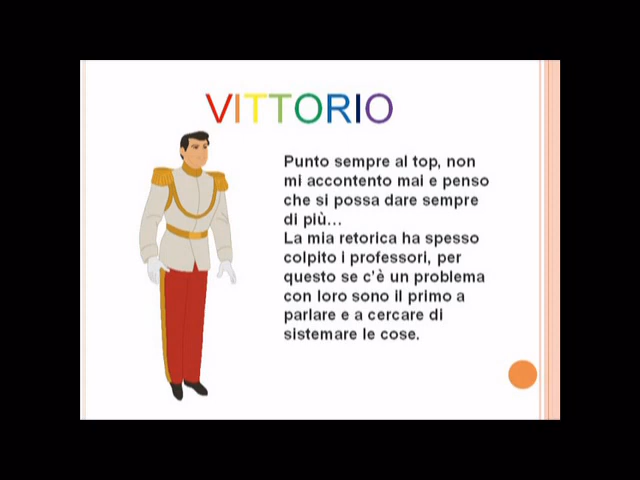 VITTORIO
Punto sempre al top, non
mi accontento mai e penso
che si possa dare sempre
di più...
La mia retorica ha spesso
colpito i professori, per
questo se c'è un problema
con loro sono il primo a
parlare e a cercare di
sistemare le cose.